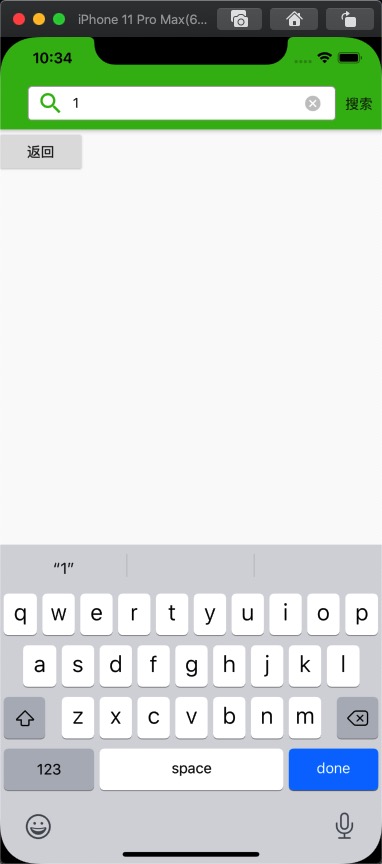 iPhone 11 Pro Max(6...
10:34
1
搜索
返回
“1”
q w e r t y u i o p
a s d f g h j k l
z x c v b n m
123 space done